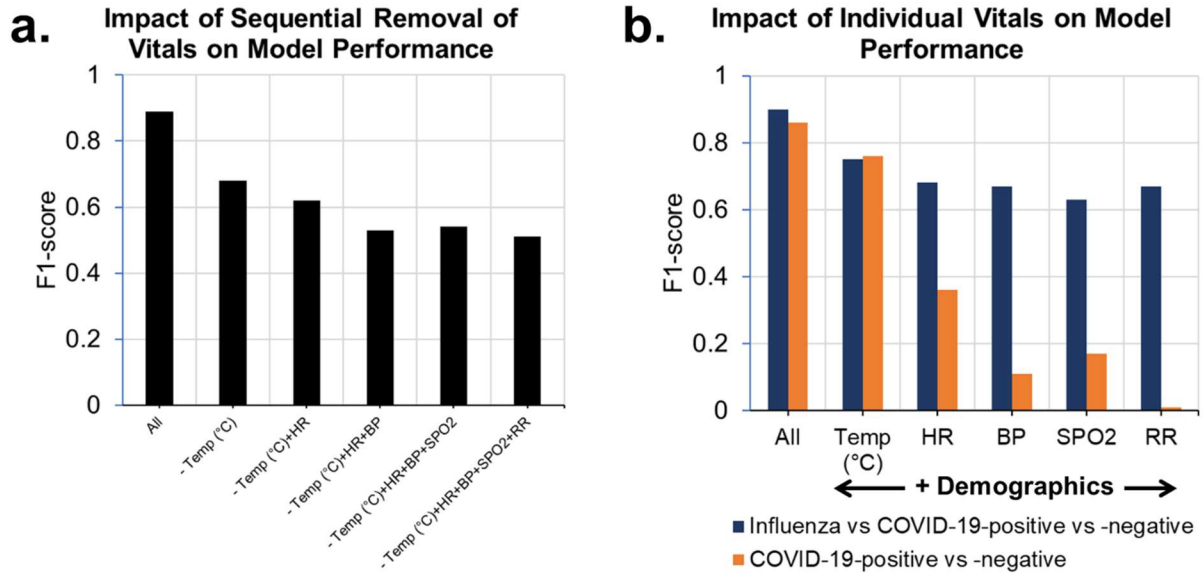 a.
Impact of Sequential Removal of
Vitals on Model Performance
F1-score
1
0.8
0.6
0.4
0.2
0
All
- Temp (°C)
- Temp (°C)+HR
- Temp (°C)+HR+BP
- Temp (°C)+HR+BP+SPO2
- Temp (°C)+HR+BP+SPO2+RR
b.
Impact of Individual Vitals on Model
Performance
F1-score
1
0.8
0.6
0.4
0.2
0
All
Temp
(°C)
HR
BP
SPO2
RR
+ Demographics
Influenza vs COVID-19-positive vs -negative
COVID-19-positive vs -negative